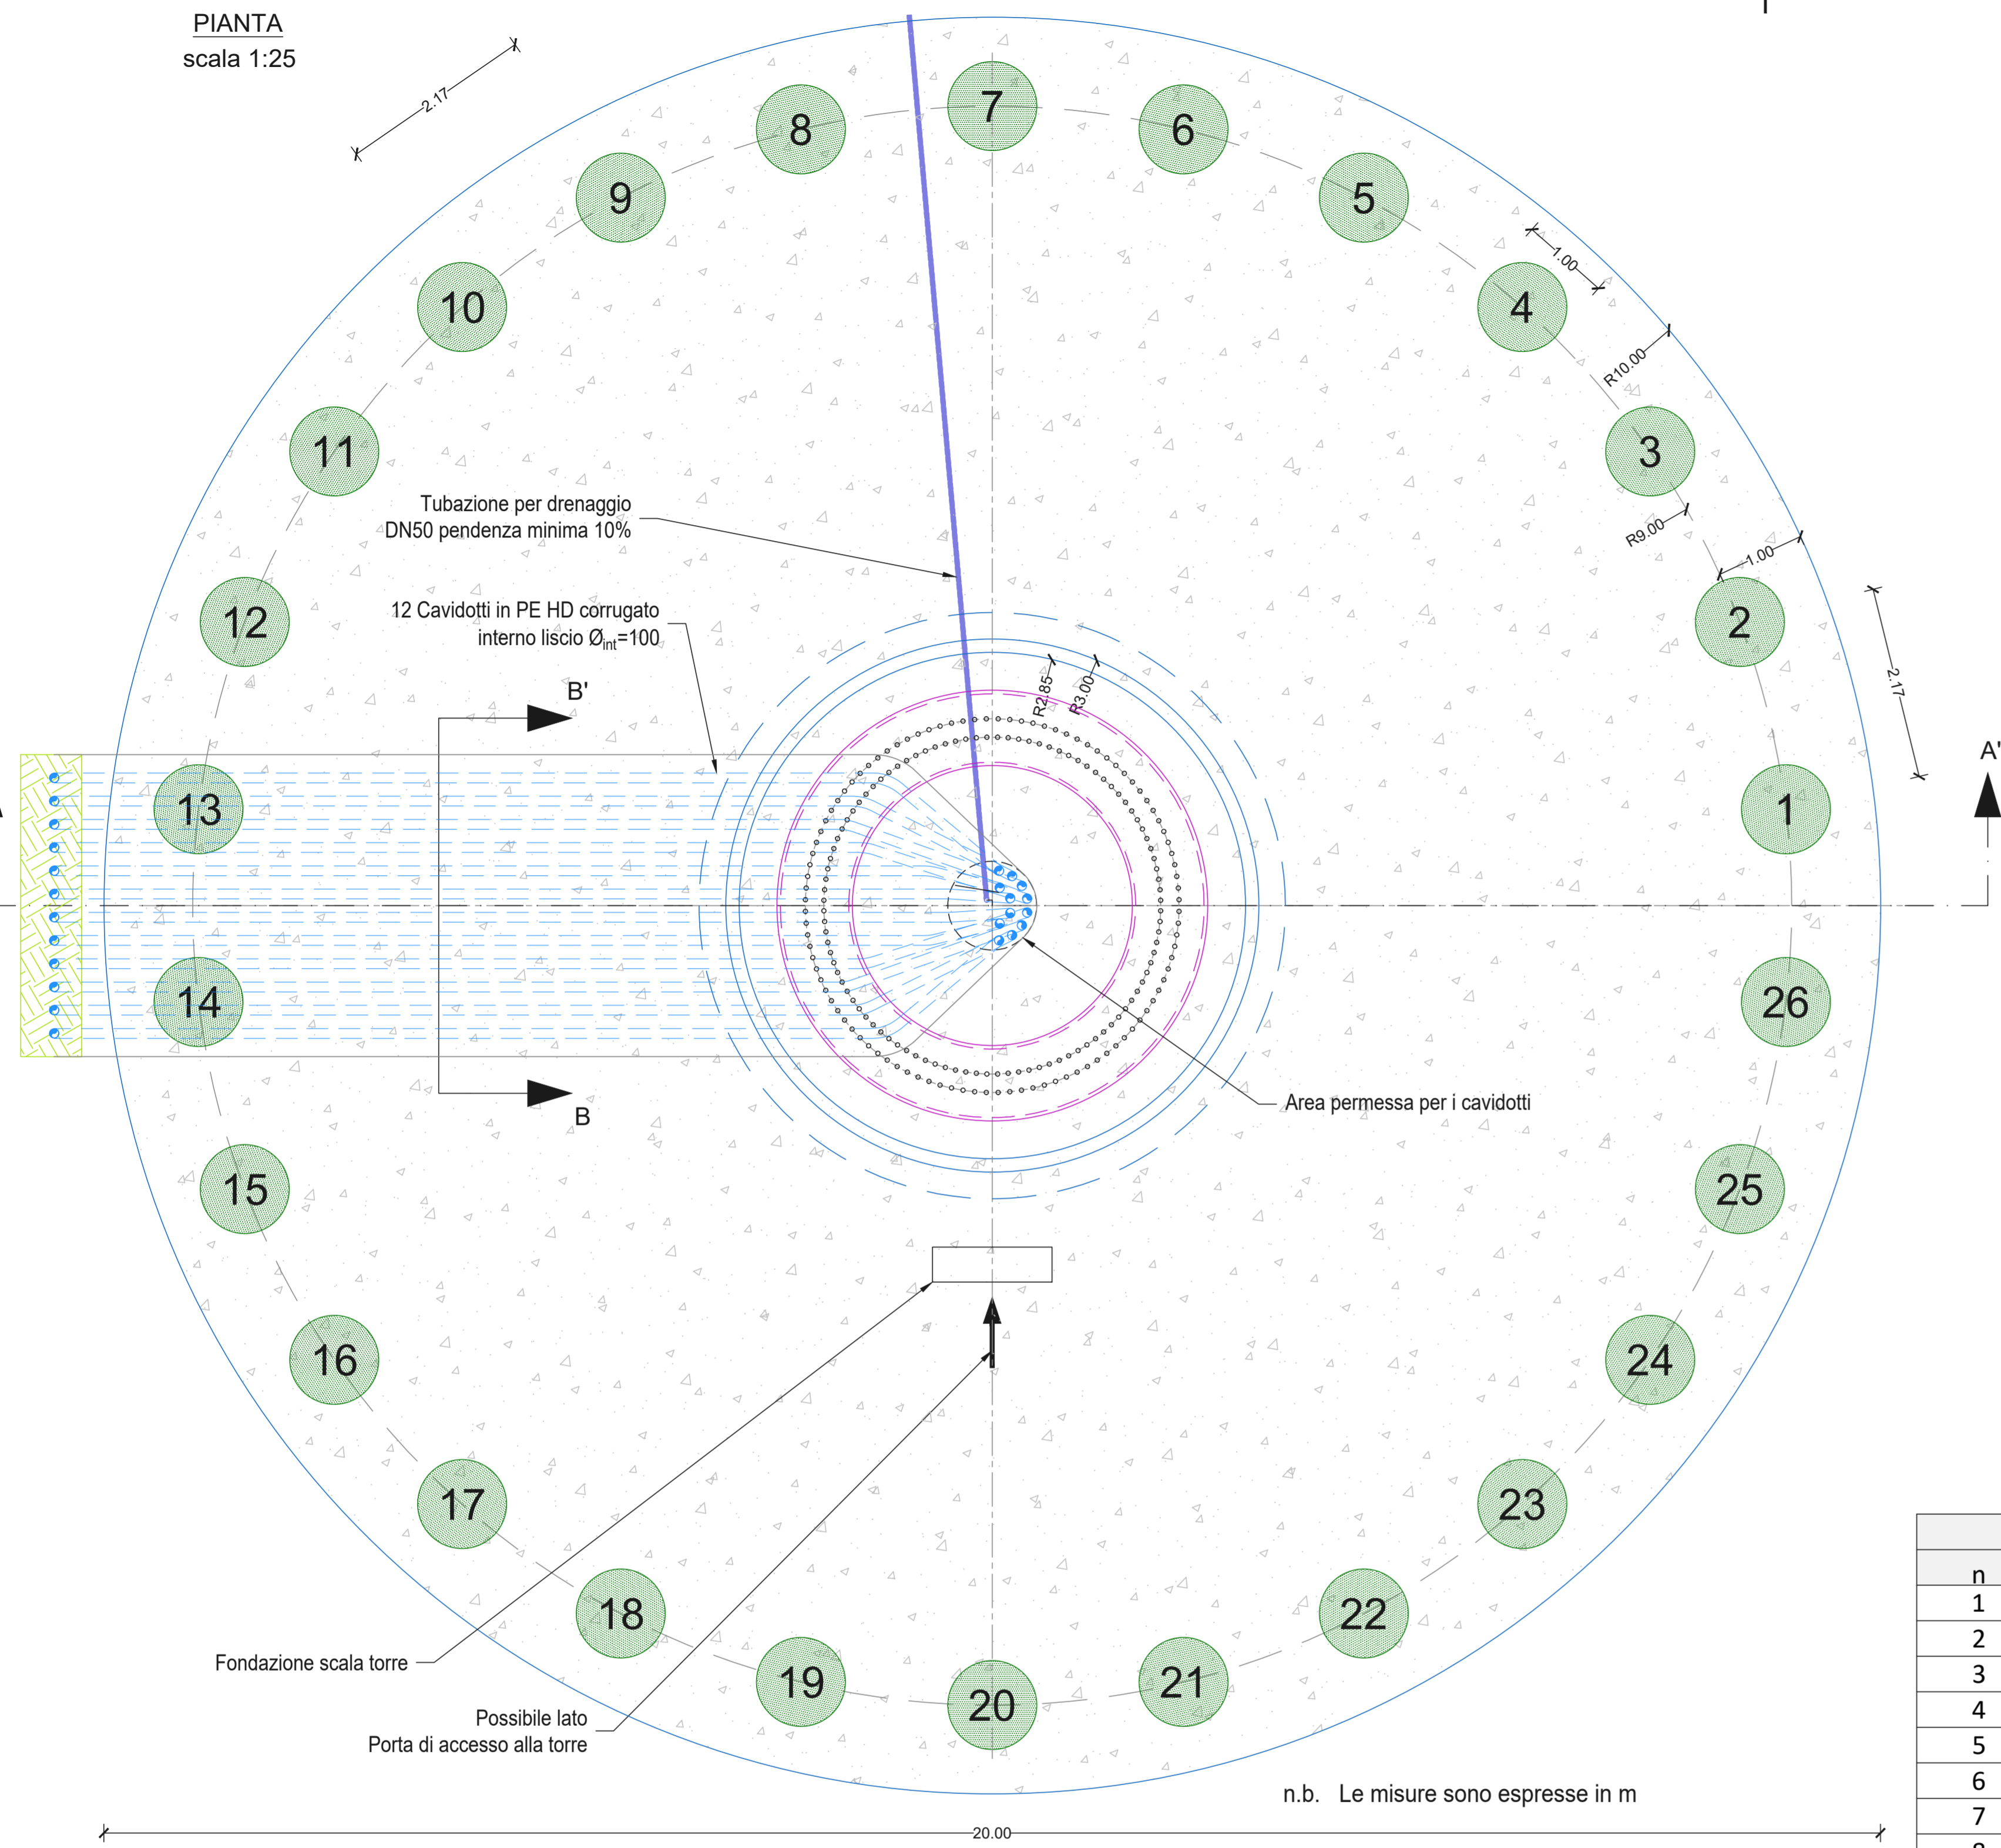 PIANTA
scala 1:25
2.17
7
8
6
9
5
10
4
1.00
R10.00
11
3
Tubazione per drenaggio
DN50 pendenza minima 10%
R9.00
1.00
12
2
12 Cavidotti in PE HD corrugato
interno liscio Øint=100
2.17
B'
R2.85
R3.00
A'
13
1
14
26
B
Area permessa per i cavidotti
15
25
16
24
17
23
18
22
Fondazione scala torre
19
20
21
Possibile lato
Porta di accesso alla torre
n.b. Le misure sono espresse in m
20.00
n
1
2
3
4
5
6
7